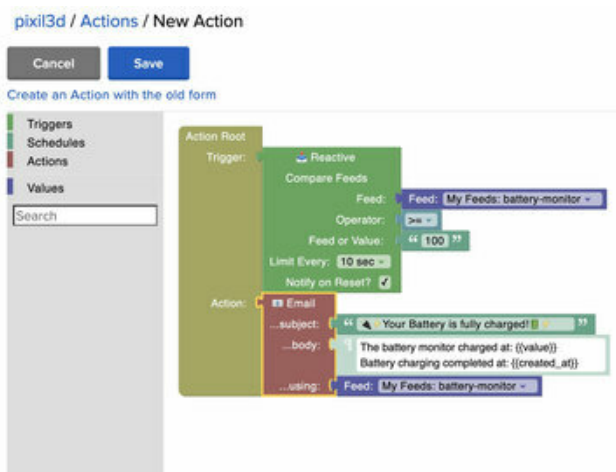 pixil3d / Actions / New Action
Cancel Save
Create an Action with the old form
Triggers
Schedules
Actions
Values
Search
Action Root
Trigger: Reactive
Compare Feeds
Feed: Feed: My Feeds: battery-monitor
Operator: >=
Feed or Value: “ 100 ”
Limit Every: 10 sec
Notify on Reset?
Action: Email
...subject: “ Your Battery is fully charged! ”
...body: The battery monitor charged at: {{value}}
Battery charging completed at: {{created_at}}
...using: Feed: My Feeds: battery-monitor